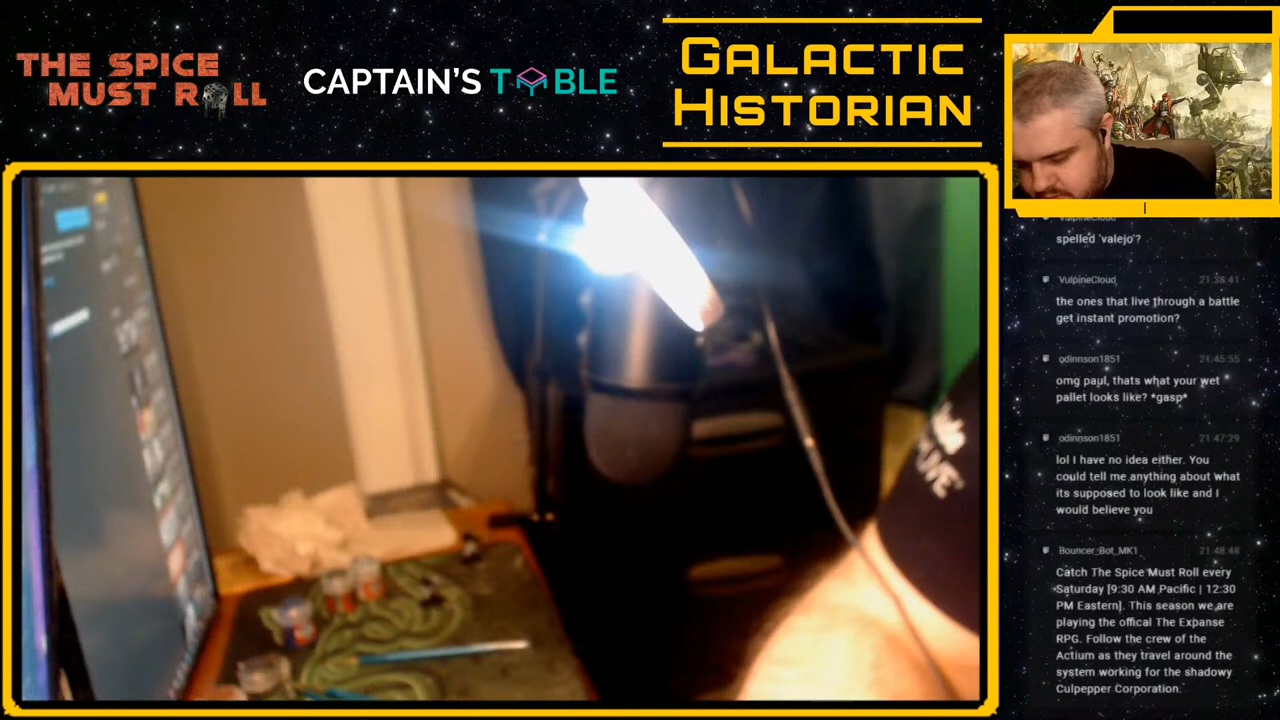 THE SPICE
MUST ROLL
CAPTAIN'S TABLE
GALACTIC
HISTORIAN
VulpineCloud
spelled 'valejo'?
VulpineCloud 21:38:41
the ones that live through a battle
get instant promotion?
odinnson1851 21:45:55
omg paul, thats what your wet
pallet looks like? *gasp*
odinnson1851 21:47:29
lol I have no idea either. You
could tell me anything about what
its supposed to look like and I
would believe you
Bouncer_Bot_MK1 21:48:48
Catch The Spice Must Roll every
Saturday [9:30 AM Pacific | 12:30
PM Eastern]. This season we are
playing the offical The Expanse
RPG. Follow the crew of the
Actium as they travel around the
system working for the shadowy
Culpepper Corporation.